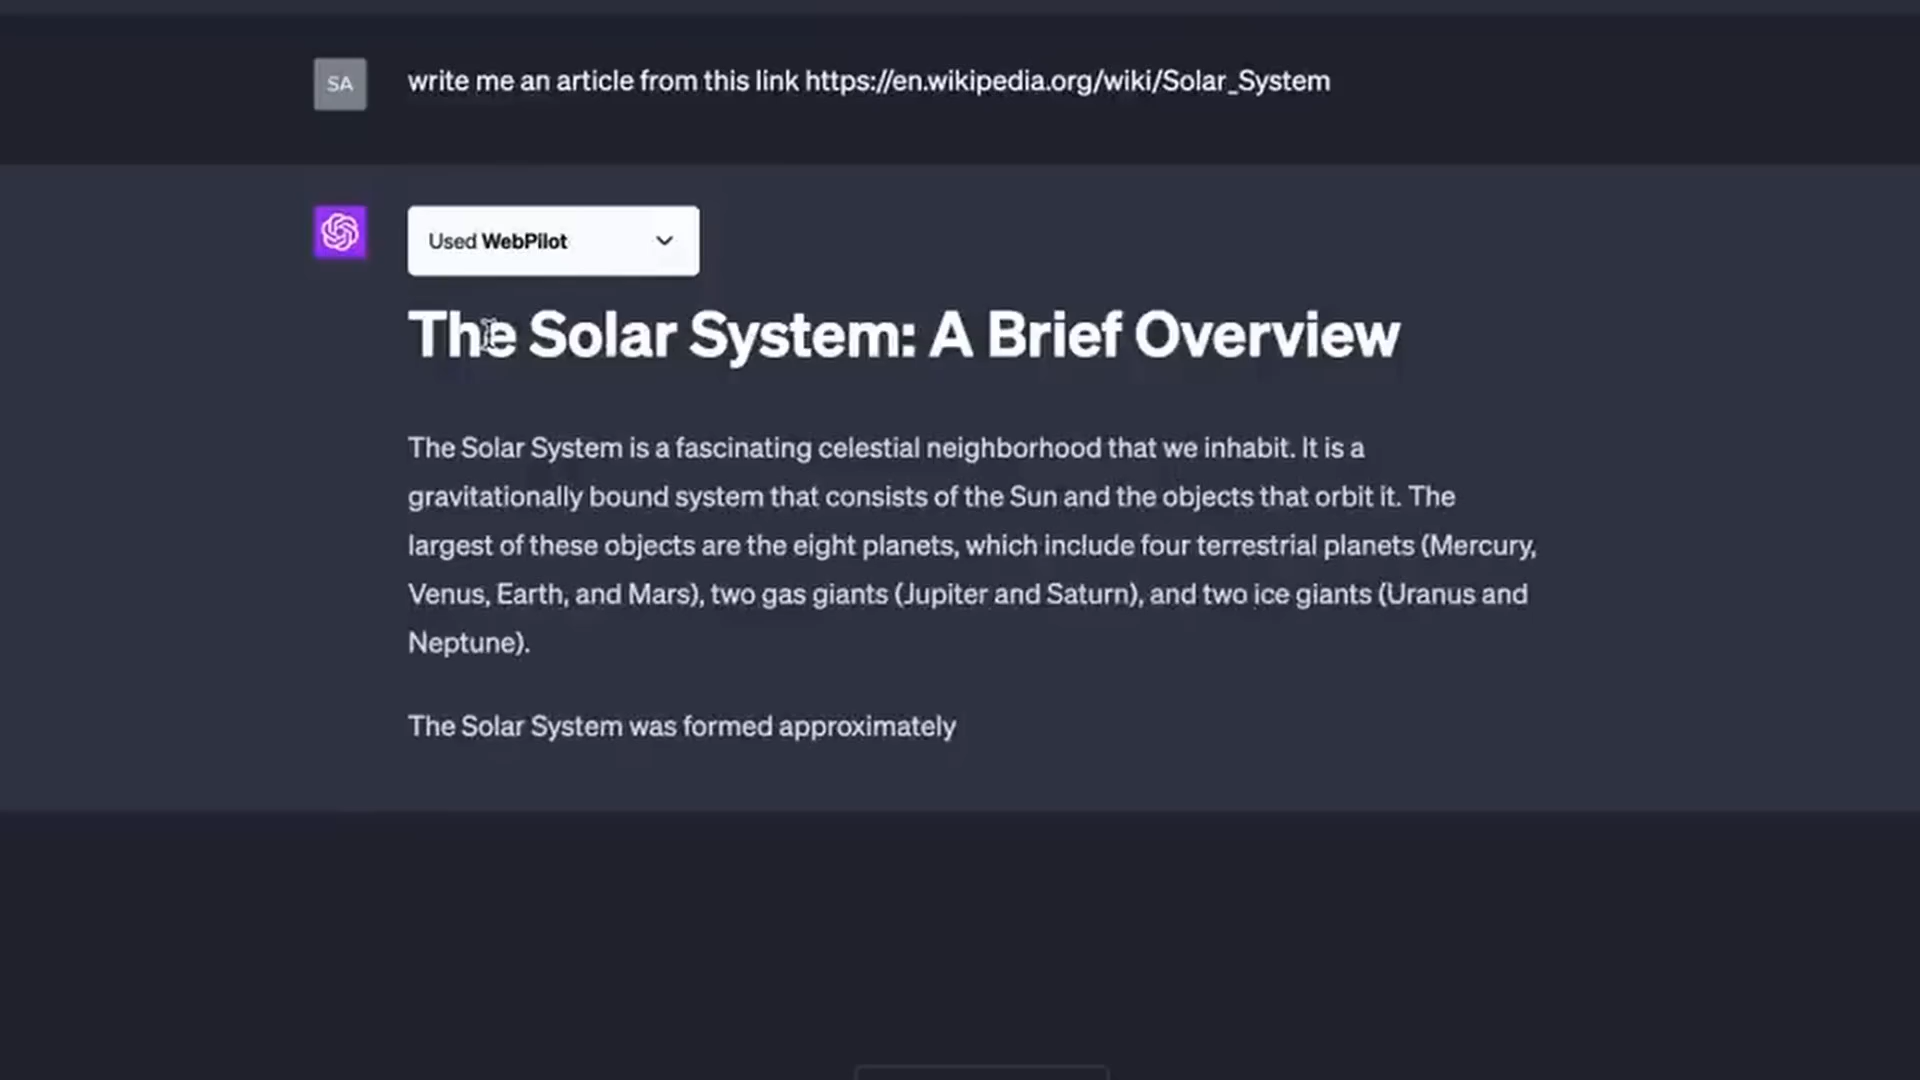 SA
write me an article from this link https://en.wikipedia.org/wiki/Solar_System
Used WebPilot
The Solar System: A Brief Overview
The Solar System is a fascinating celestial neighborhood that we inhabit. It is a
gravitationally bound system that consists of the Sun and the objects that orbit it. The
largest of these objects are the eight planets, which include four terrestrial planets (Mercury,
Venus, Earth, and Mars), two gas giants (Jupiter and Saturn), and two ice giants (Uranus and
Neptune).
The Solar System was formed approximately